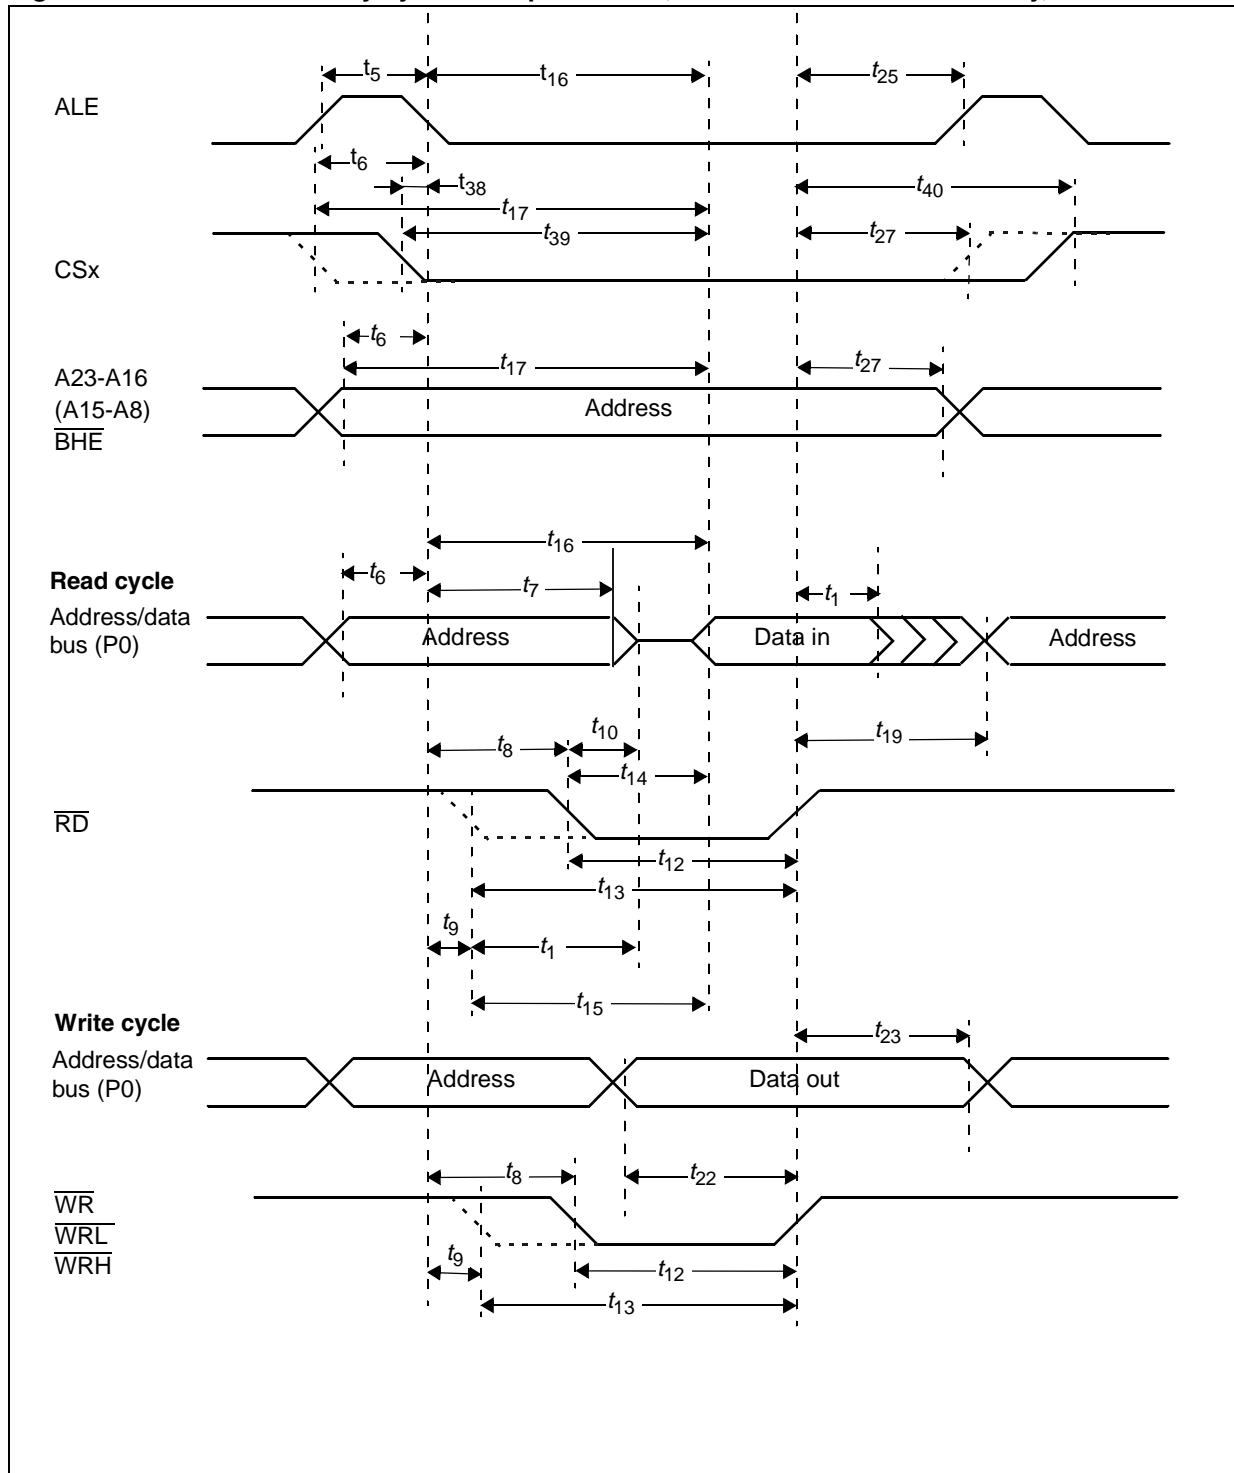 t5
t16
t25
ALE
t6
t38
t40
t17
t39
t27
CSx
t6
t17
t27
A23-A16
(A15-A8)
Address
BHE
t16
Read cycle
t6
t7
t1
Address/data
bus (P0)
Address
Data in
Address
t10
t8
t19
t14
RD
t12
t13
t9
t1
t15
Write cycle
t23
Address/data
bus (P0)
Address
Data out
t8
t22
WR
WRL
WRH
t9
t12
t13